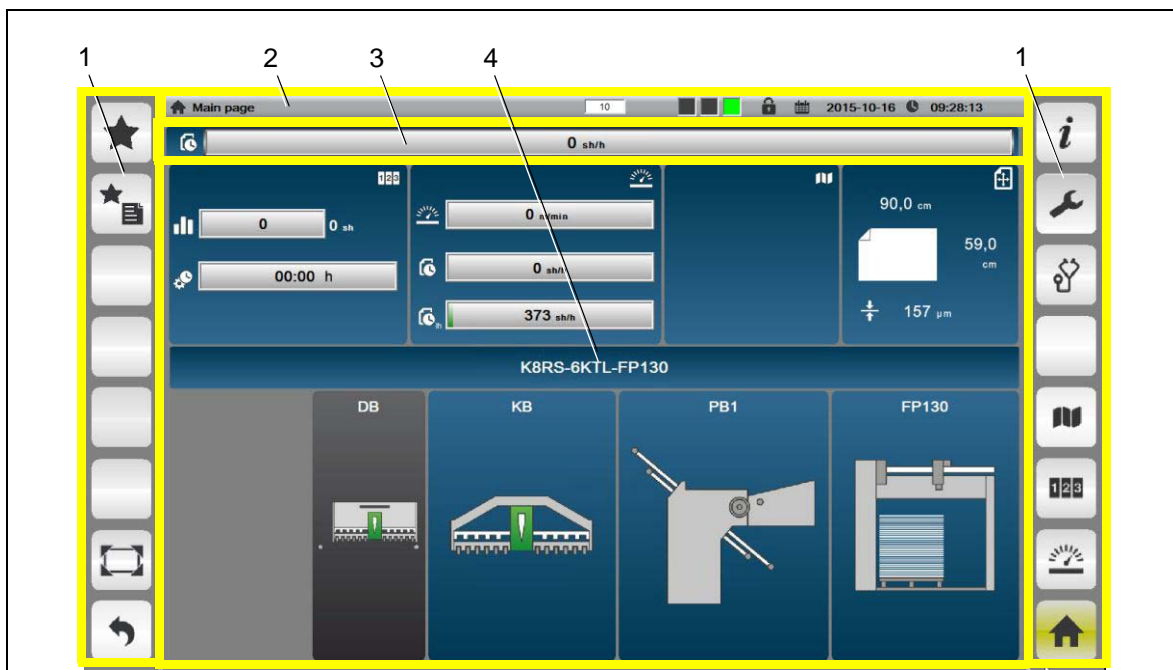 1 2 3 4 1
Main page 10 2015-10-16 09:28:13
0 sh/h
123
0 0 sh
00:00 h
0 n/min
0 sh/h
373 sh/h
90,0 cm
59,0
cm
157 µm
K8RS-6KTL-FP130
DB KB PB1 FP130
i
123